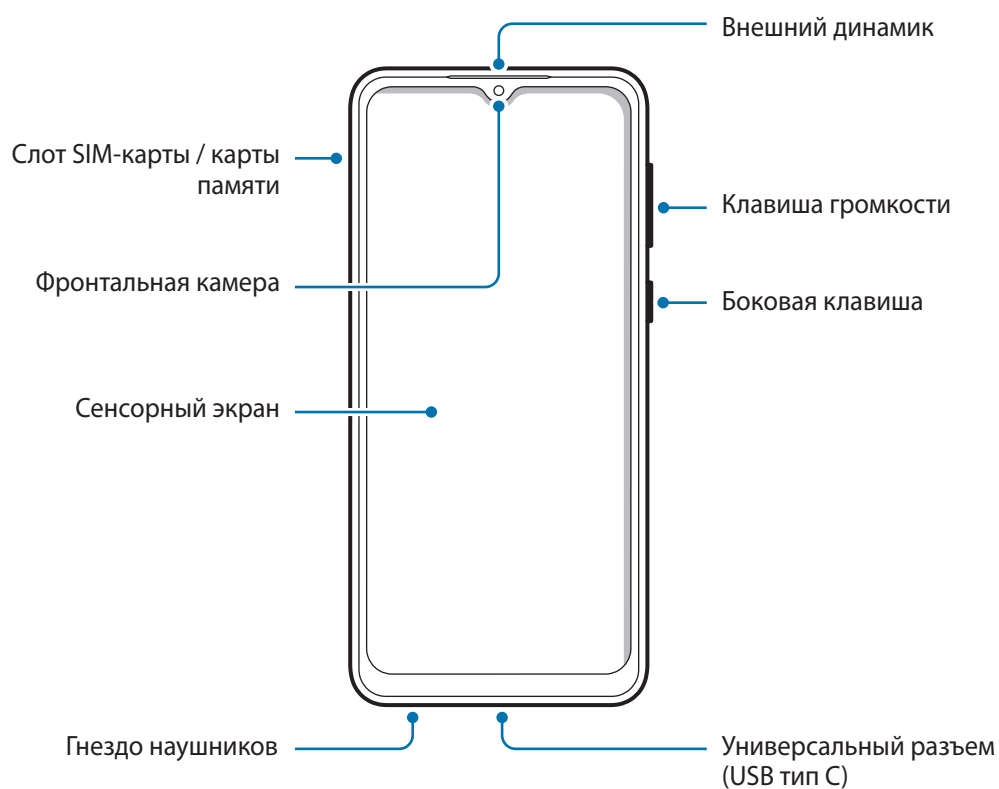 Внешний динамик
Слот SIM-карты / карты
памяти
Клавиша громкости
Фронтальная камера
Боковая клавиша
Сенсорный экран
Гнездо наушников
Универсальный разъем
(USB тип C)